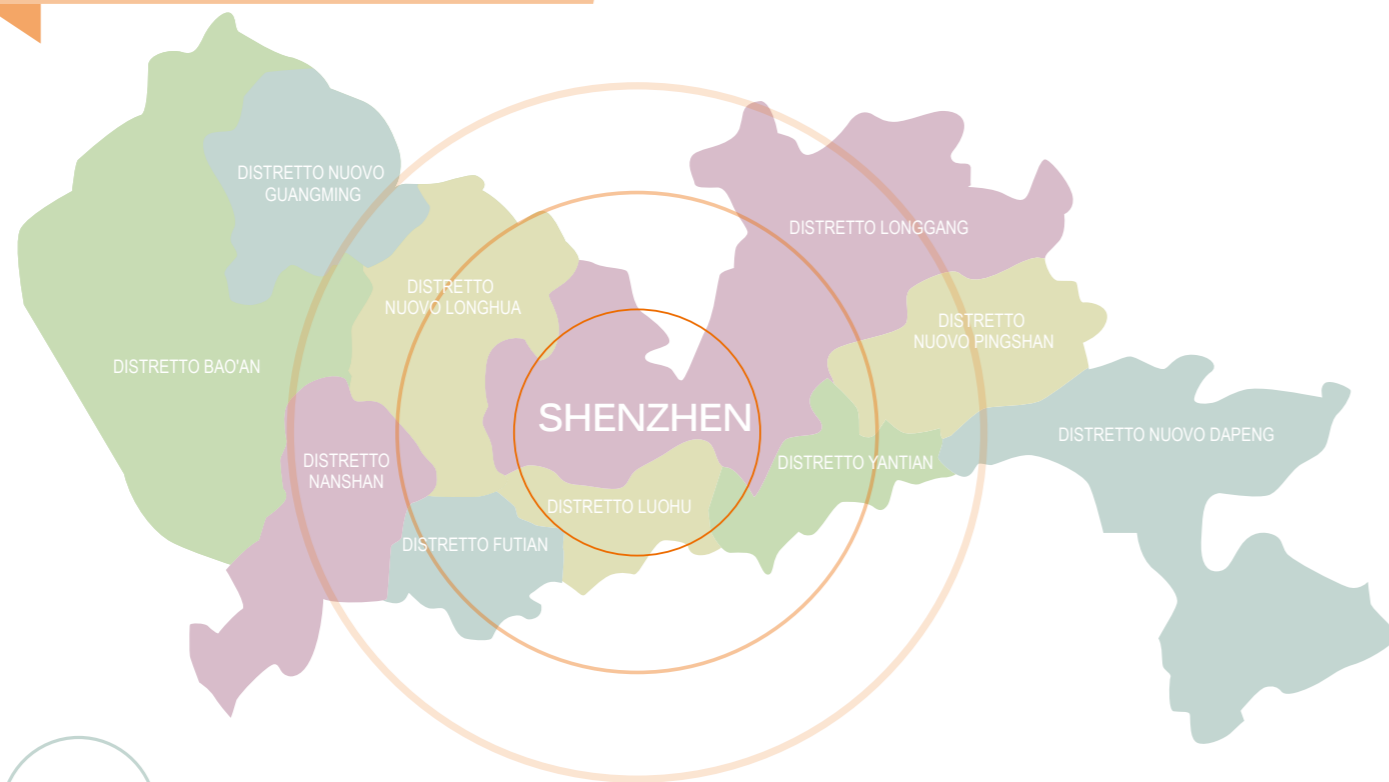 DISTRETTO NUOVO
GUANGMING
DISTRETTO LONGGANG
DISTRETTO
NUOVO LONGHUA
DISTRETTO
NUOVO PINGSHAN
DISTRETTO BAO'AN
SHENZHEN
DISTRETTO NUOVO DAPENG
DISTRETTO
NANSHAN
DISTRETTO YANTIAN
DISTRETTO LUOHU
DISTRETTO FUTIAN